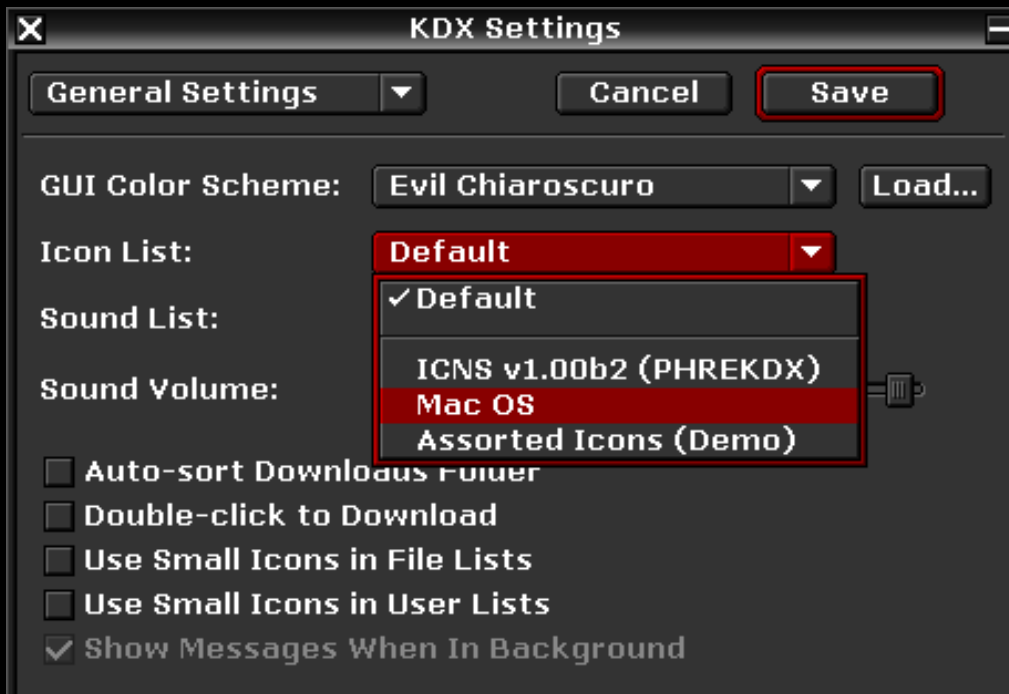 KDX Settings
General Settings Cancel Save
GUI Color Scheme: Evil Chiaroscuro Load...
Icon List: Default
✓Default
Sound List:
ICNS v1.00b2 (PHREKDX)
Sound Volume: Mac OS
Assorted Icons (Demo)
Auto-sort Downloads Folder
Double-click to Download
Use Small Icons in File Lists
Use Small Icons in User Lists
Show Messages When In Background